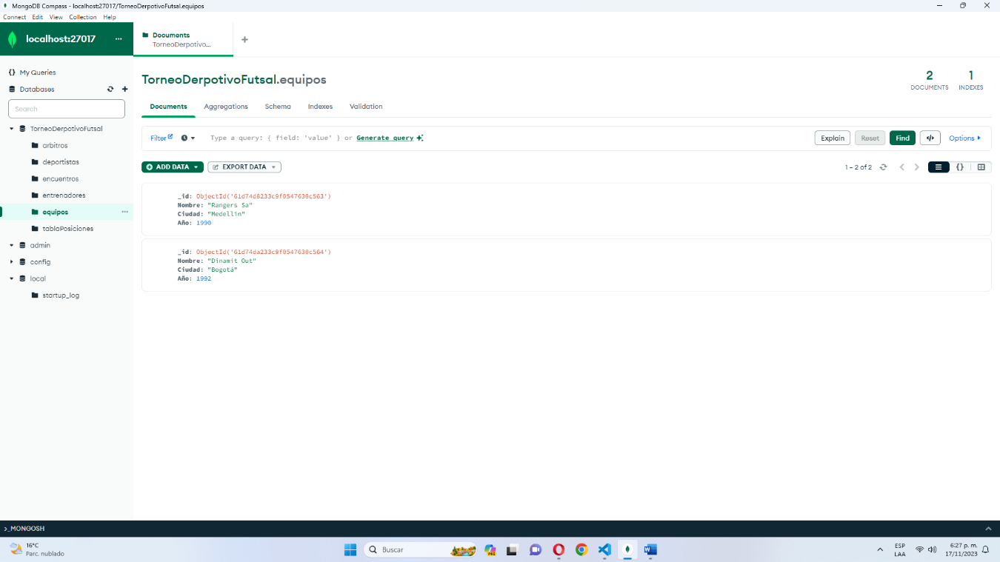 MongoDB Compass - localhost:27017/TorneoDerpotivoFutsal.equipos
Connect Edit View Collection Help
localhost:27017 ...
Documents
TorneoDerpotivo...
My Queries
Databases
Search
TorneoDerpotivoFutsal
arbitros
deportistas
encuentros
entrenadores
equipos
tablaPosiciones
admin
config
local
startup_log
TorneoDerpotivoFutsal.equipos
2
DOCUMENTS
1
INDEXES
Documents Aggregations Schema Indexes Validation
Filter Type a query: { field: 'value' } or Generate query Explain Reset Find </> Options
ADD DATA EXPORT DATA 1 – 2 of 2 {}
_id: ObjectId('61d74d8233c9f0547630c563')
Nombre: "Rangers Sa"
Ciudad: "Medellin"
Año: 1990
_id: ObjectId('61d74da233c9f0547630c564')
Nombre: "Dinamit Out"
Ciudad: "Bogotá"
Año: 1992
>_MONGOSH
16°C
Parc. nublado
Buscar
PRE
ESP
LAA
6:27 p. m.
17/11/2023